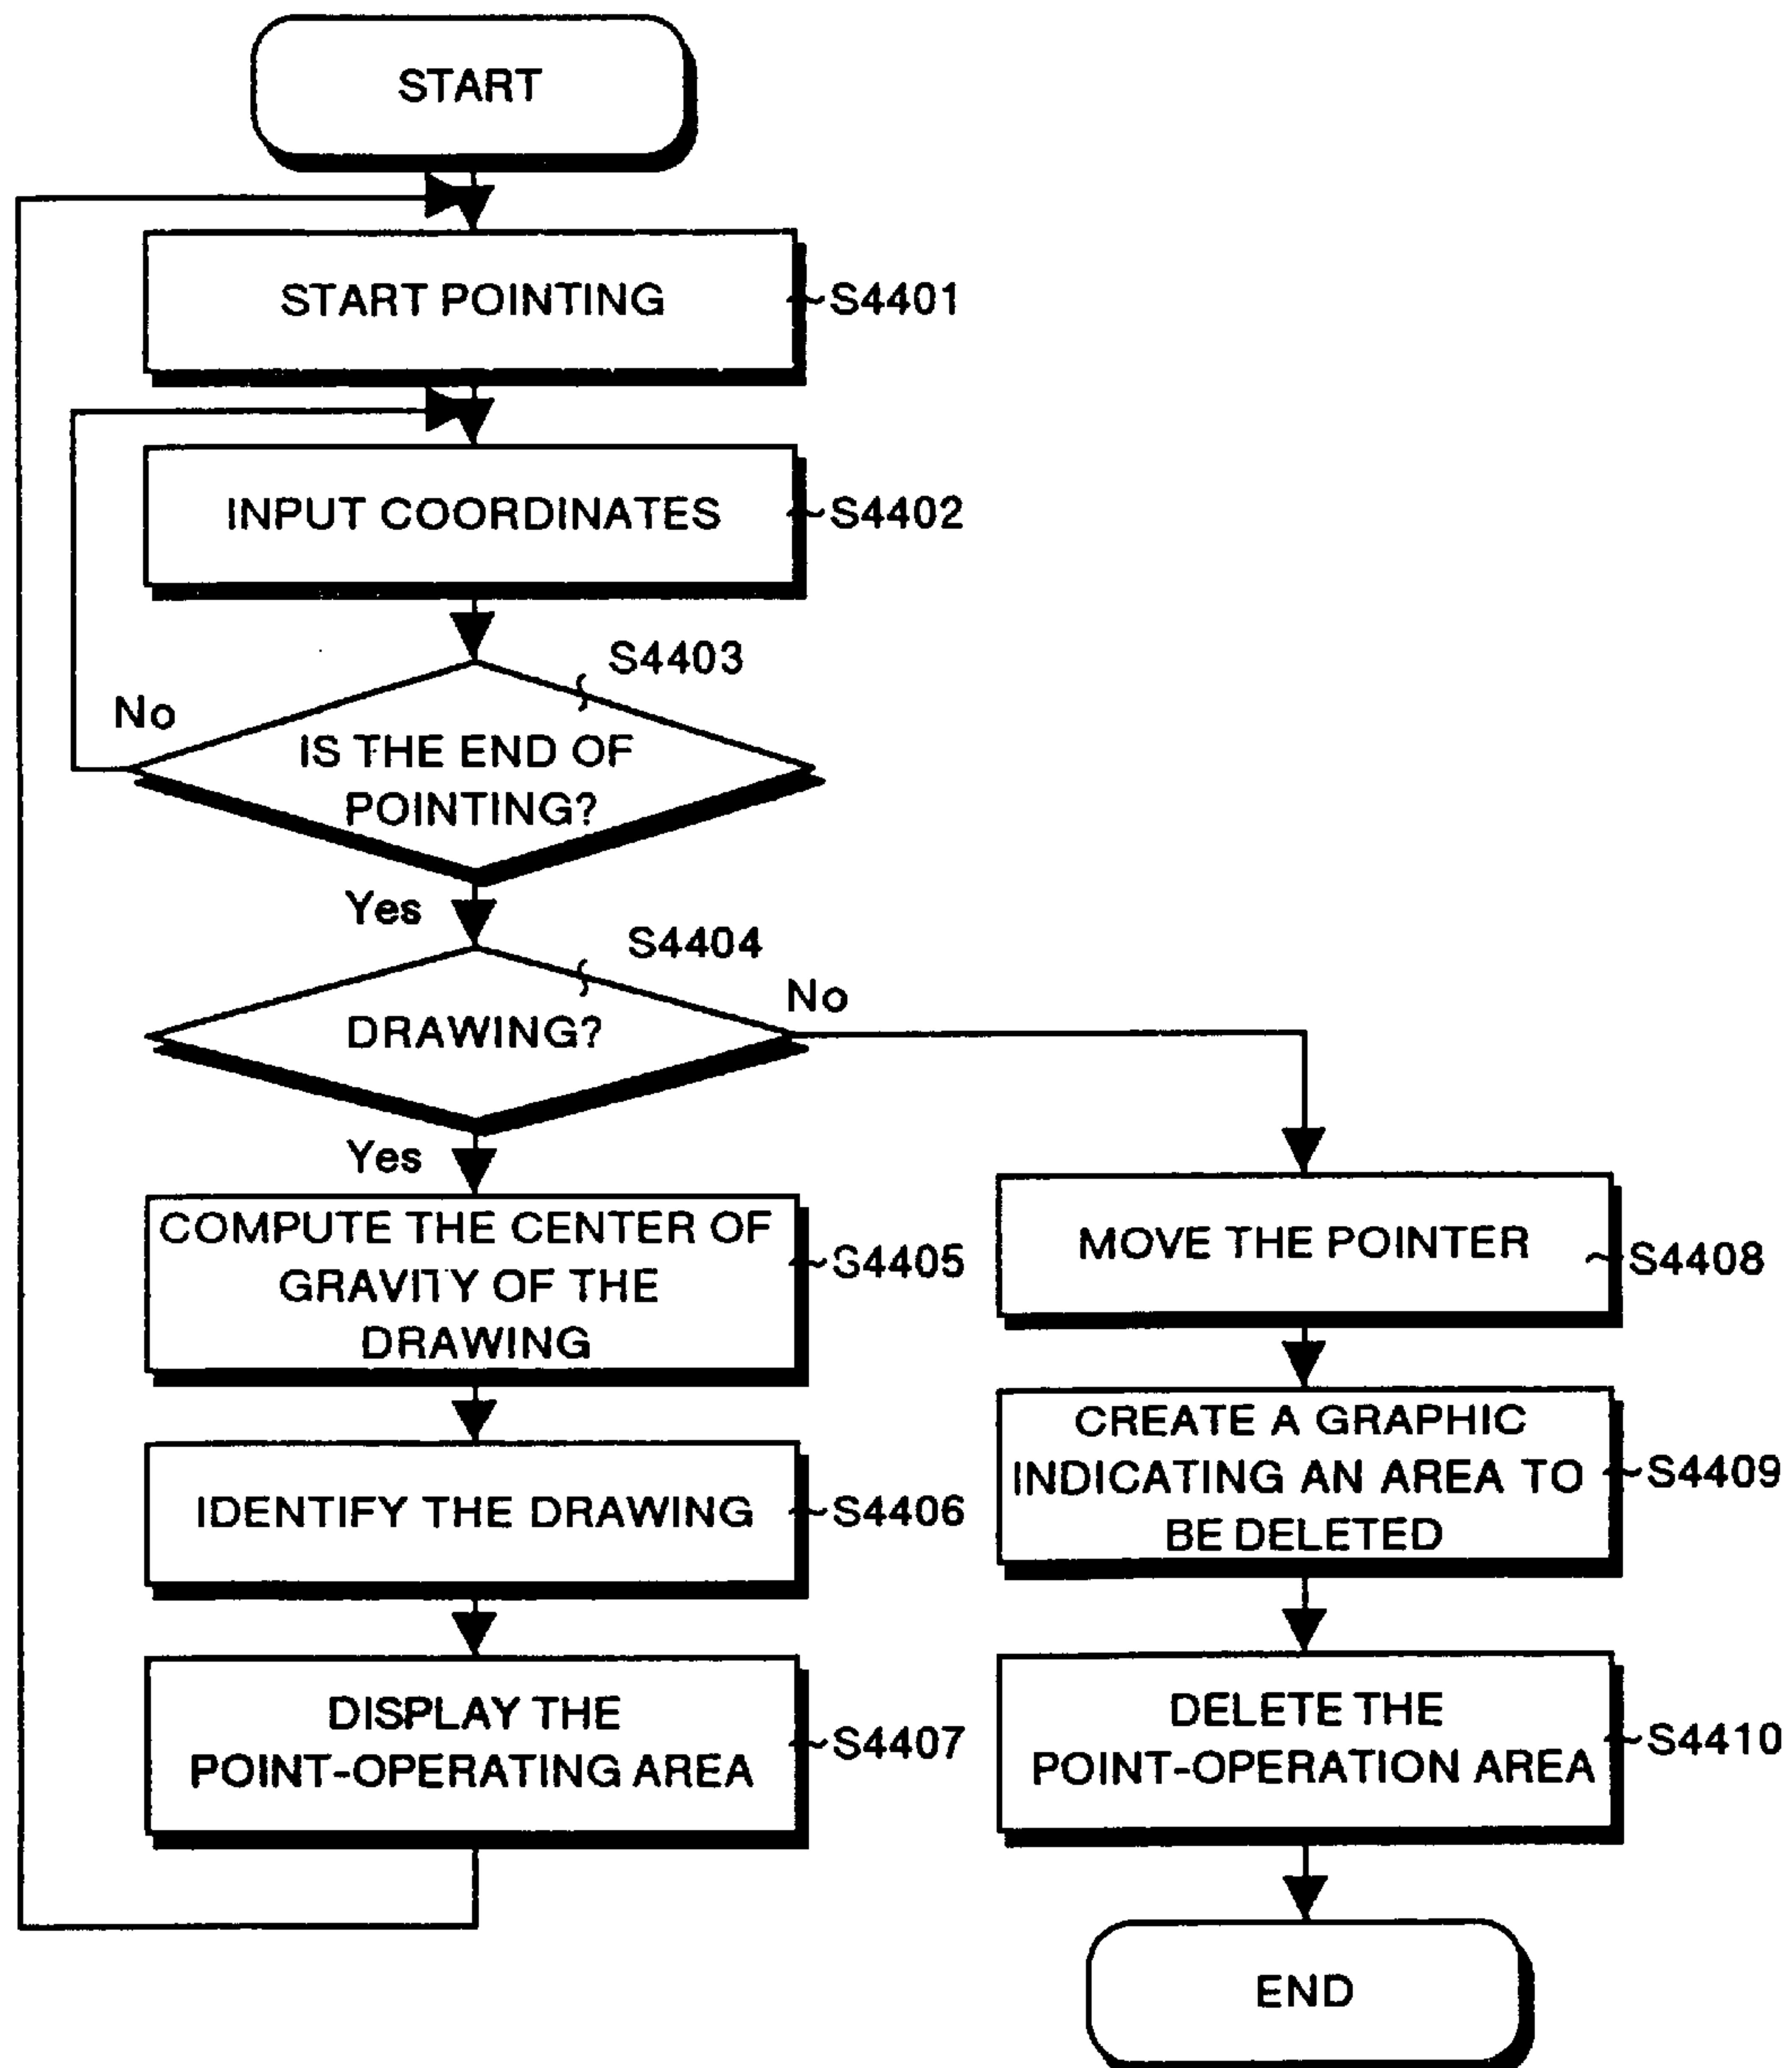 START
START POINTING
S4401
INPUT COORDINATES
S4402
S4403
No
IS THE END OF
POINTING?
Yes
S4404
No
DRAWING?
Yes
COMPUTE THE CENTER OF
GRAVITY OF THE
DRAWING
S4405
IDENTIFY THE DRAWING
S4406
DISPLAY THE
POINT-OPERATING AREA
S4407
MOVE THE POINTER
S4408
CREATE A GRAPHIC
INDICATING AN AREA TO
BE DELETED
S4409
DELETE THE
POINT-OPERATION AREA
S4410
END